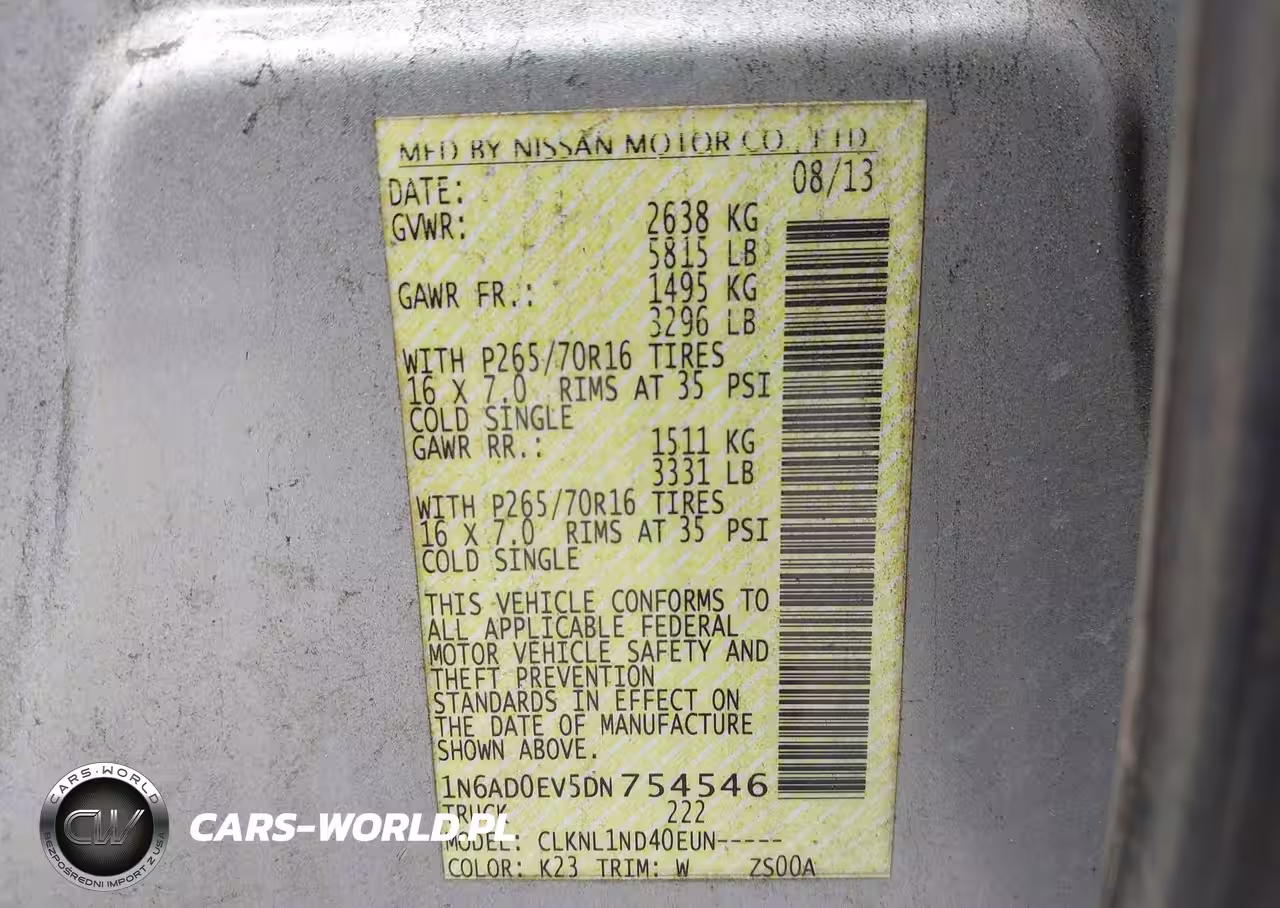 MFD BY NISSAN MOTOR CO., LTD.
DATE: 08/13
GVWR: 2638 KG
5815 LB
GAWR FR.: 1495 KG
3296 LB
WITH P265/70R16 TIRES
16 X 7.0 RIMS AT 35 PSI
COLD SINGLE
GAWR RR.: 1511 KG
3331 LB
WITH P265/70R16 TIRES
16 X 7.0 RIMS AT 35 PSI
COLD SINGLE
THIS VEHICLE CONFORMS TO
ALL APPLICABLE FEDERAL
MOTOR VEHICLE SAFETY AND
THEFT PREVENTION
STANDARDS IN EFFECT ON
THE DATE OF MANUFACTURE
SHOWN ABOVE.
1N6AD0EV5DN754546
TRUCK 222
MODEL: CLKNL1ND40EUN-----
COLOR: K23 TRIM: W ZS00A
CARS-WORLD
CW
BEZPOŚREDNI IMPORT Z USA
CARS-WORLD.PL